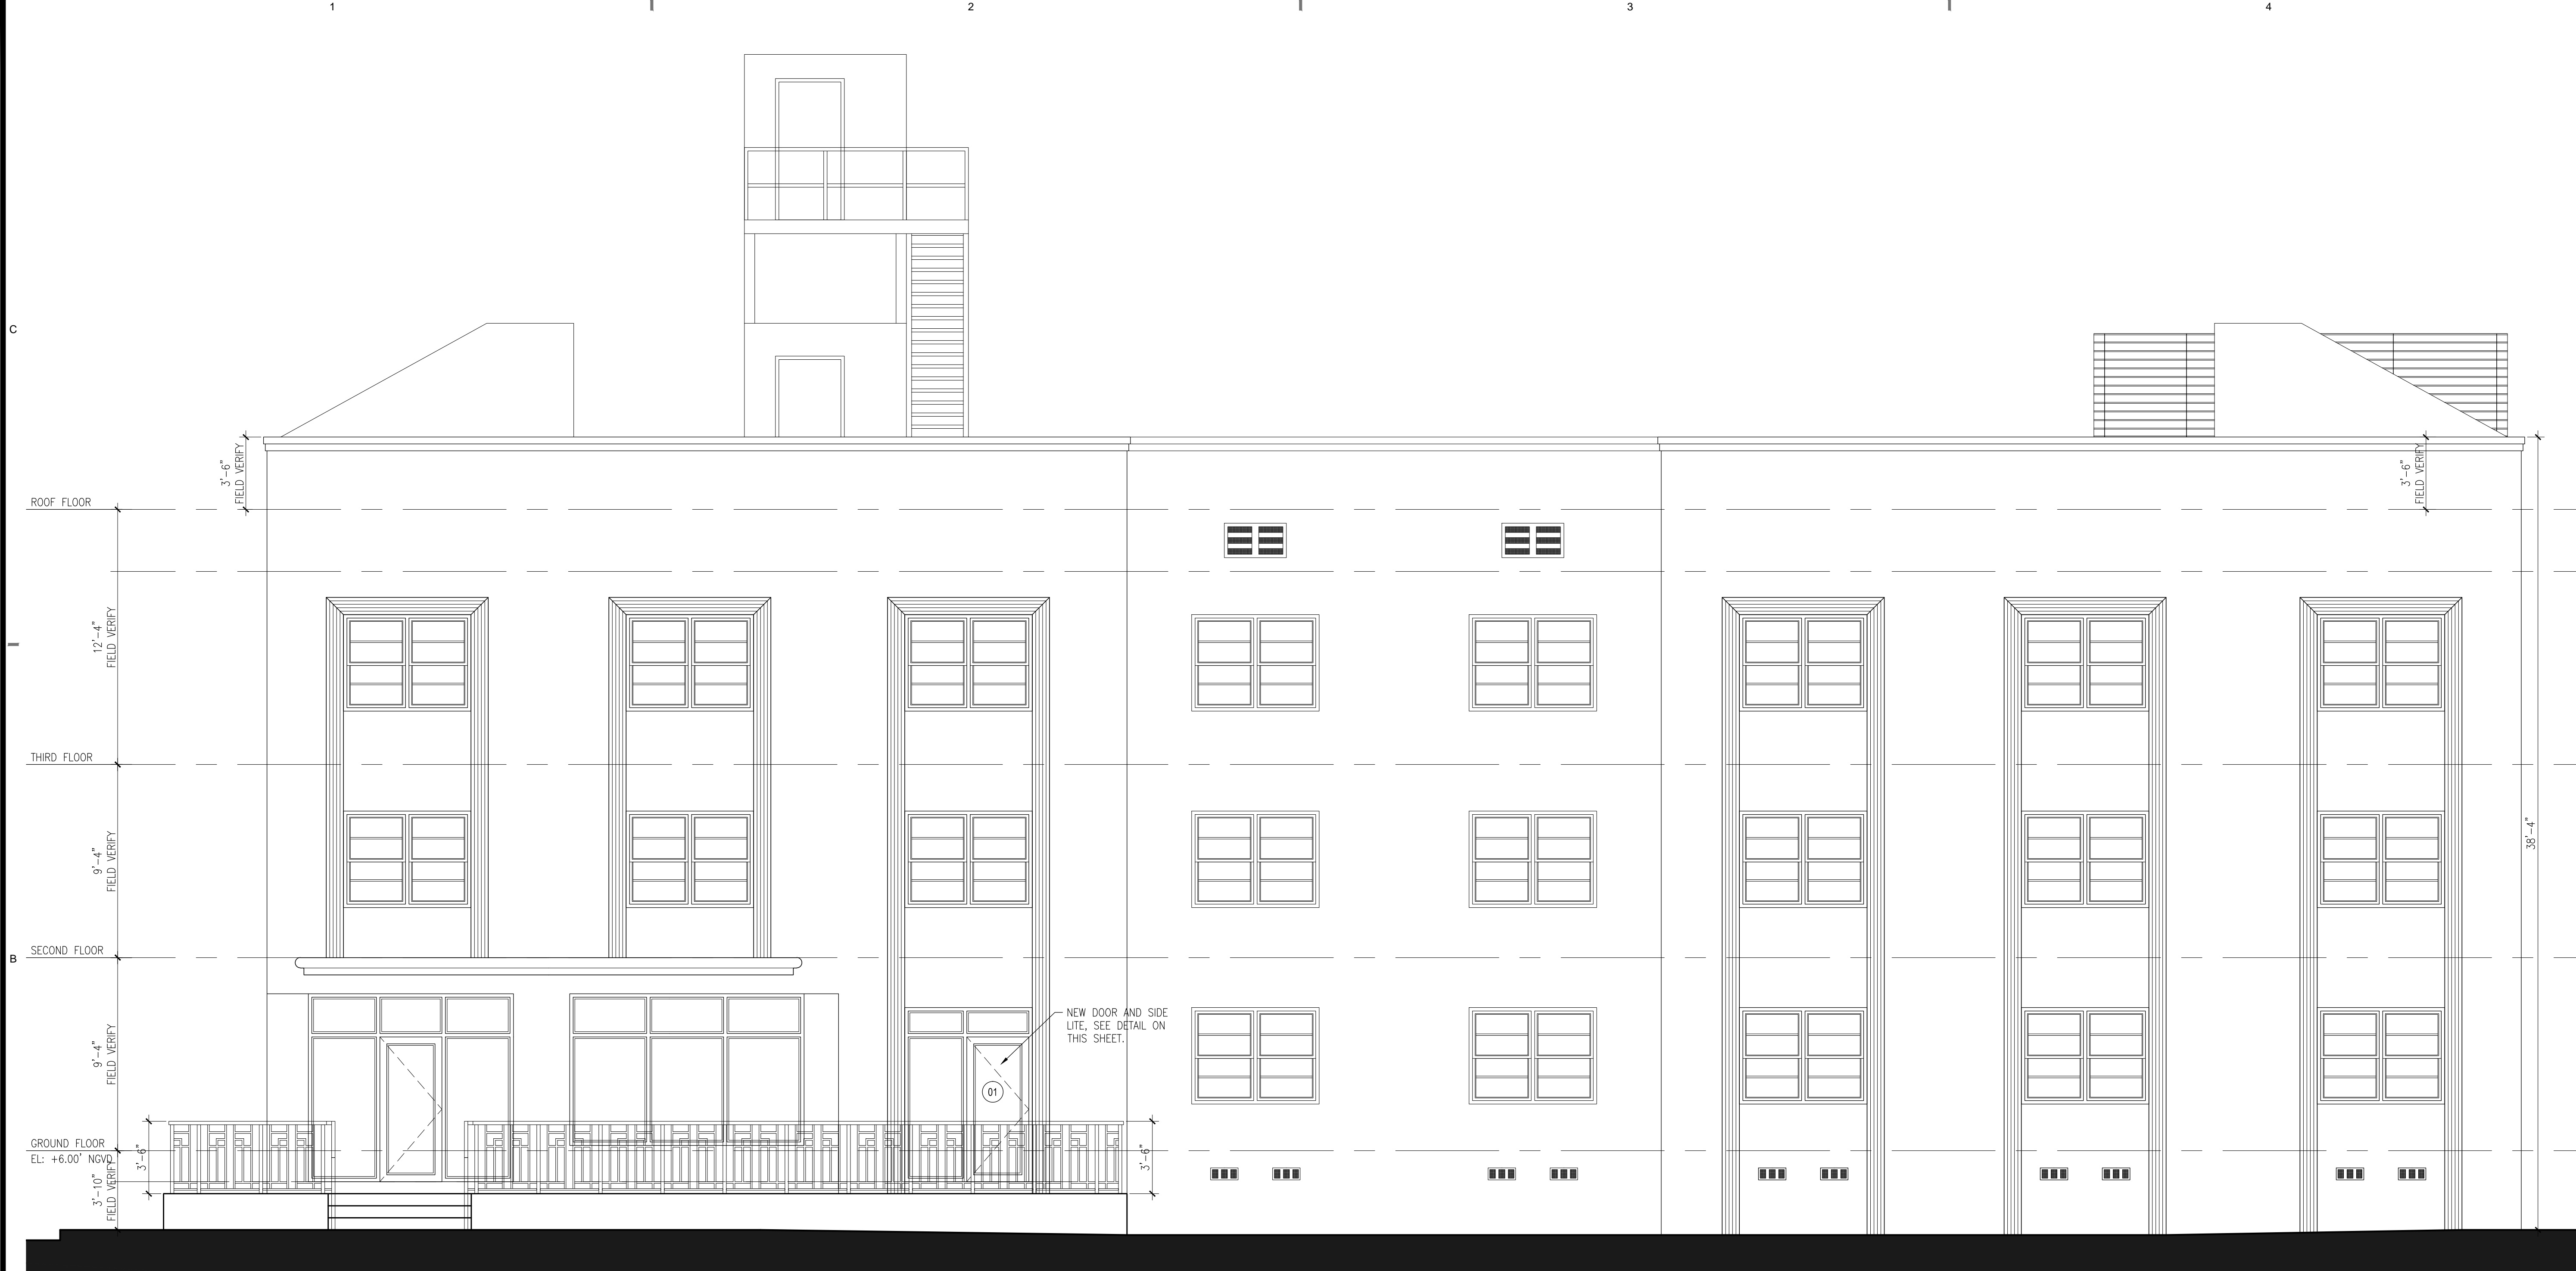 1 2 3 4
C
3'-6"
FIELD VERIFY
3'-6"
FIELD VERIFY
ROOF FLOOR
12'-4"
FIELD VERIFY
THIRD FLOOR
9'-4"
FIELD VERIFY
38'-4"
SECOND FLOOR
B
NEW DOOR AND SIDE
LITE, SEE DETAIL ON
THIS SHEET.
9'-4"
FIELD VERIFY
01
GROUND FLOOR
EL: +6.00' NGVD
3'-6"
3'-6"
3'-10"
FIELD VERIFY